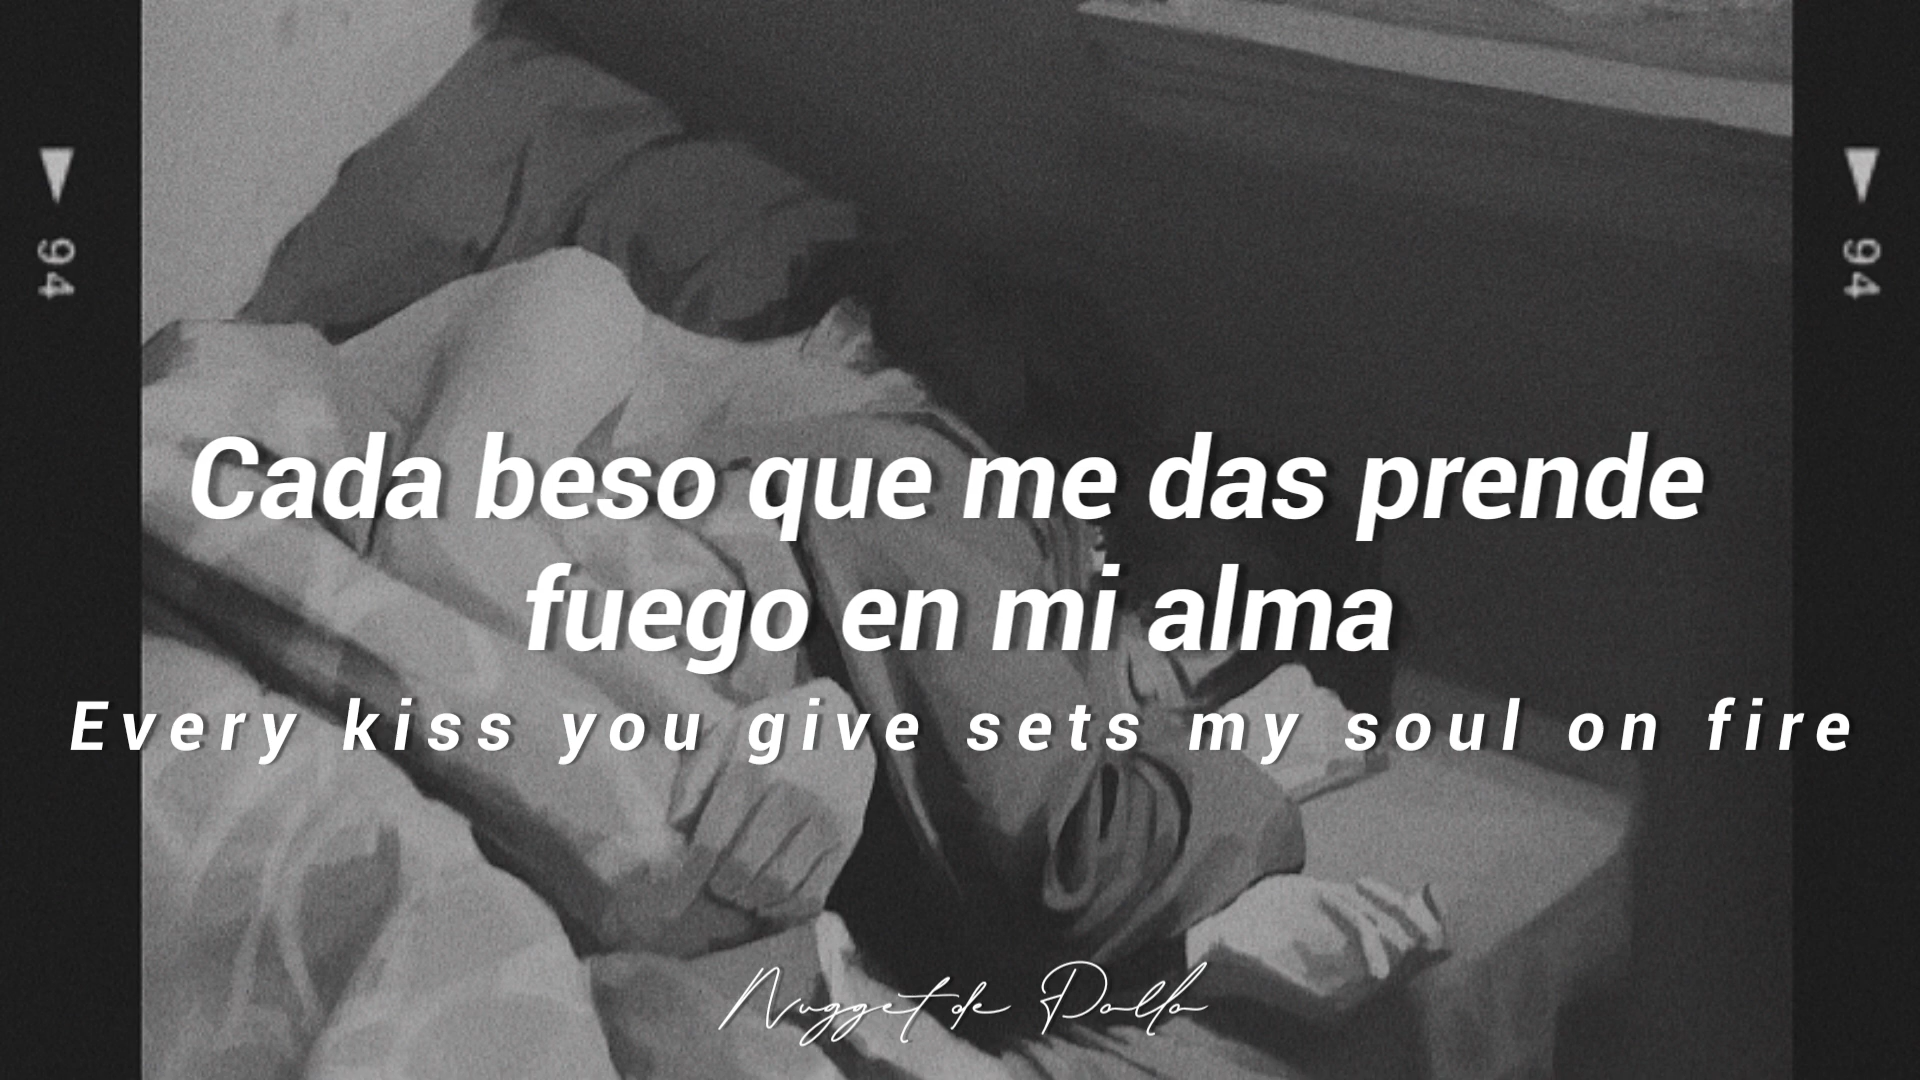 94
94
Cada beso que me das prende
fuego en mi alma
Every kiss you give sets my soul on fire
Nugget de Pollo